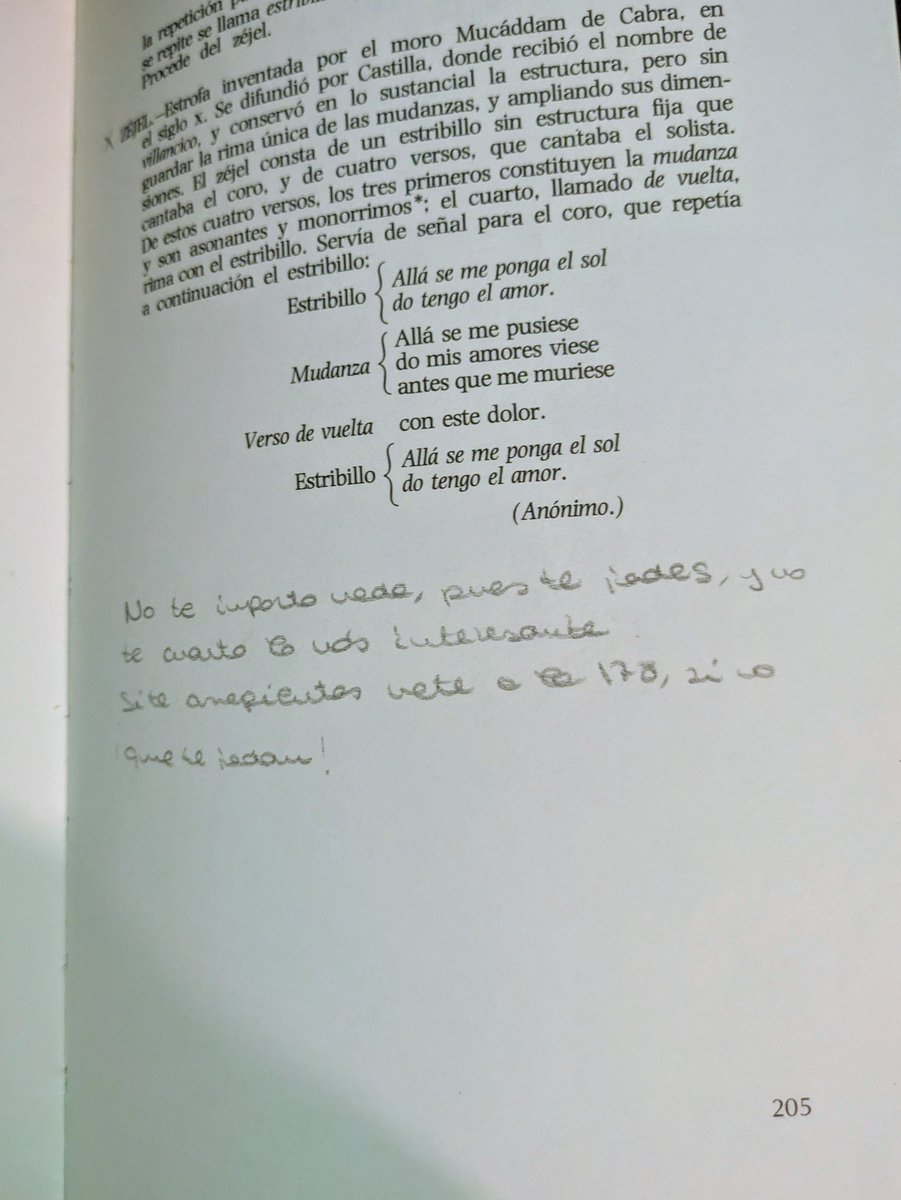 la repetición
se repite se llama estribi
Procede del zéjel.
X ZÉJEL.—Estrofa inventada por el moro Mucáddam de Cabra, en
el siglo X. Se difundió por Castilla, donde recibió el nombre de
villancico, y conservó en lo sustancial la estructura, pero sin
guardar la rima única de las mudanzas, y ampliando sus dimen-
siones. El zéjel consta de un estribillo sin estructura fija que
cantaba el coro, y de cuatro versos, que cantaba el solista.
De estos cuatro versos, los tres primeros constituyen la mudanza
y son asonantes y monorrimos*; el cuarto, llamado de vuelta,
rima con el estribillo. Servía de señal para el coro, que repetía
a continuación el estribillo:
Estribillo { Allá se me ponga el sol
do tengo el amor.
Mudanza { Allá se me pusiese
do mis amores viese
antes que me muriese
Verso de vuelta con este dolor.
Estribillo { Allá se me ponga el sol
do tengo el amor.
(Anónimo.)
No te importa nada, pues te jodes, y no
te cuento lo más interesante
Si te arrepientes vete a la 173, si no
¡que te jodan!
205